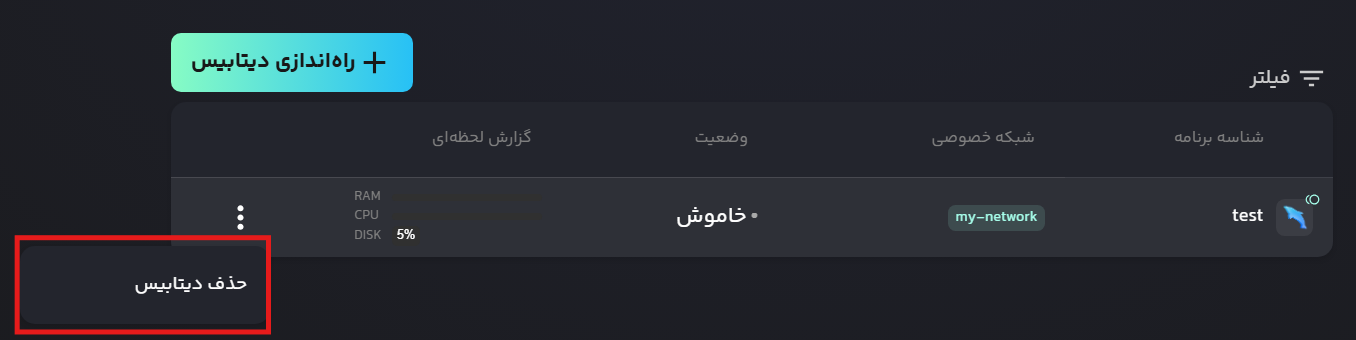 راه‌اندازی دیتابیس
فیلتر
شناسه برنامه شبکه خصوصی وضعیت گزارش لحظه‌ای
test my-network خاموش
RAM
CPU
DISK 5%
حذف دیتابیس